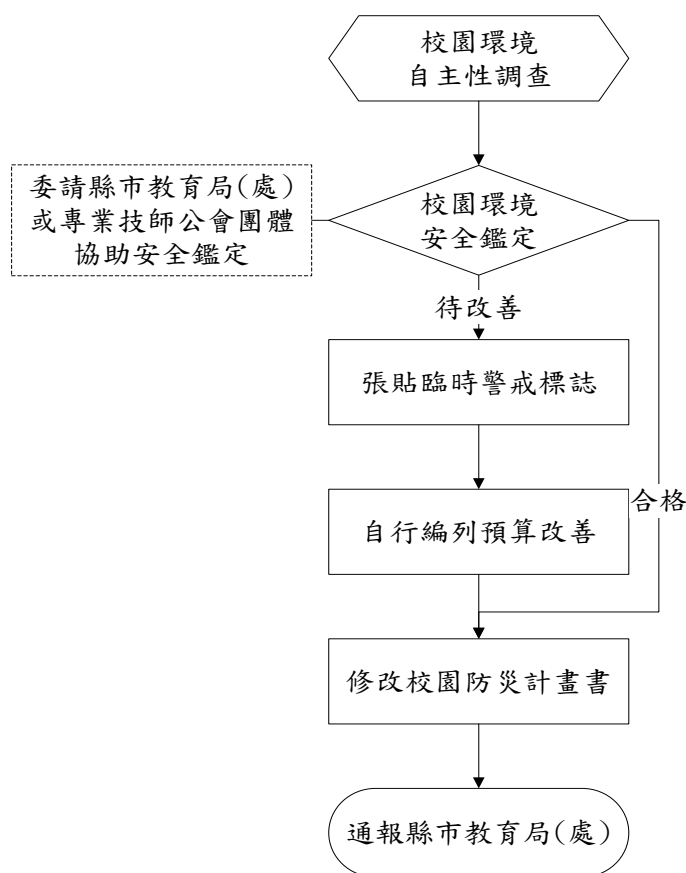 校園環境
自主性調查
委請縣市教育局(處)
或專業技師公會團體
協助安全鑑定
校園環境
安全鑑定
待改善
張貼臨時警戒標誌
自行編列預算改善
合格
修改校園防災計畫書
通報縣市教育局(處)